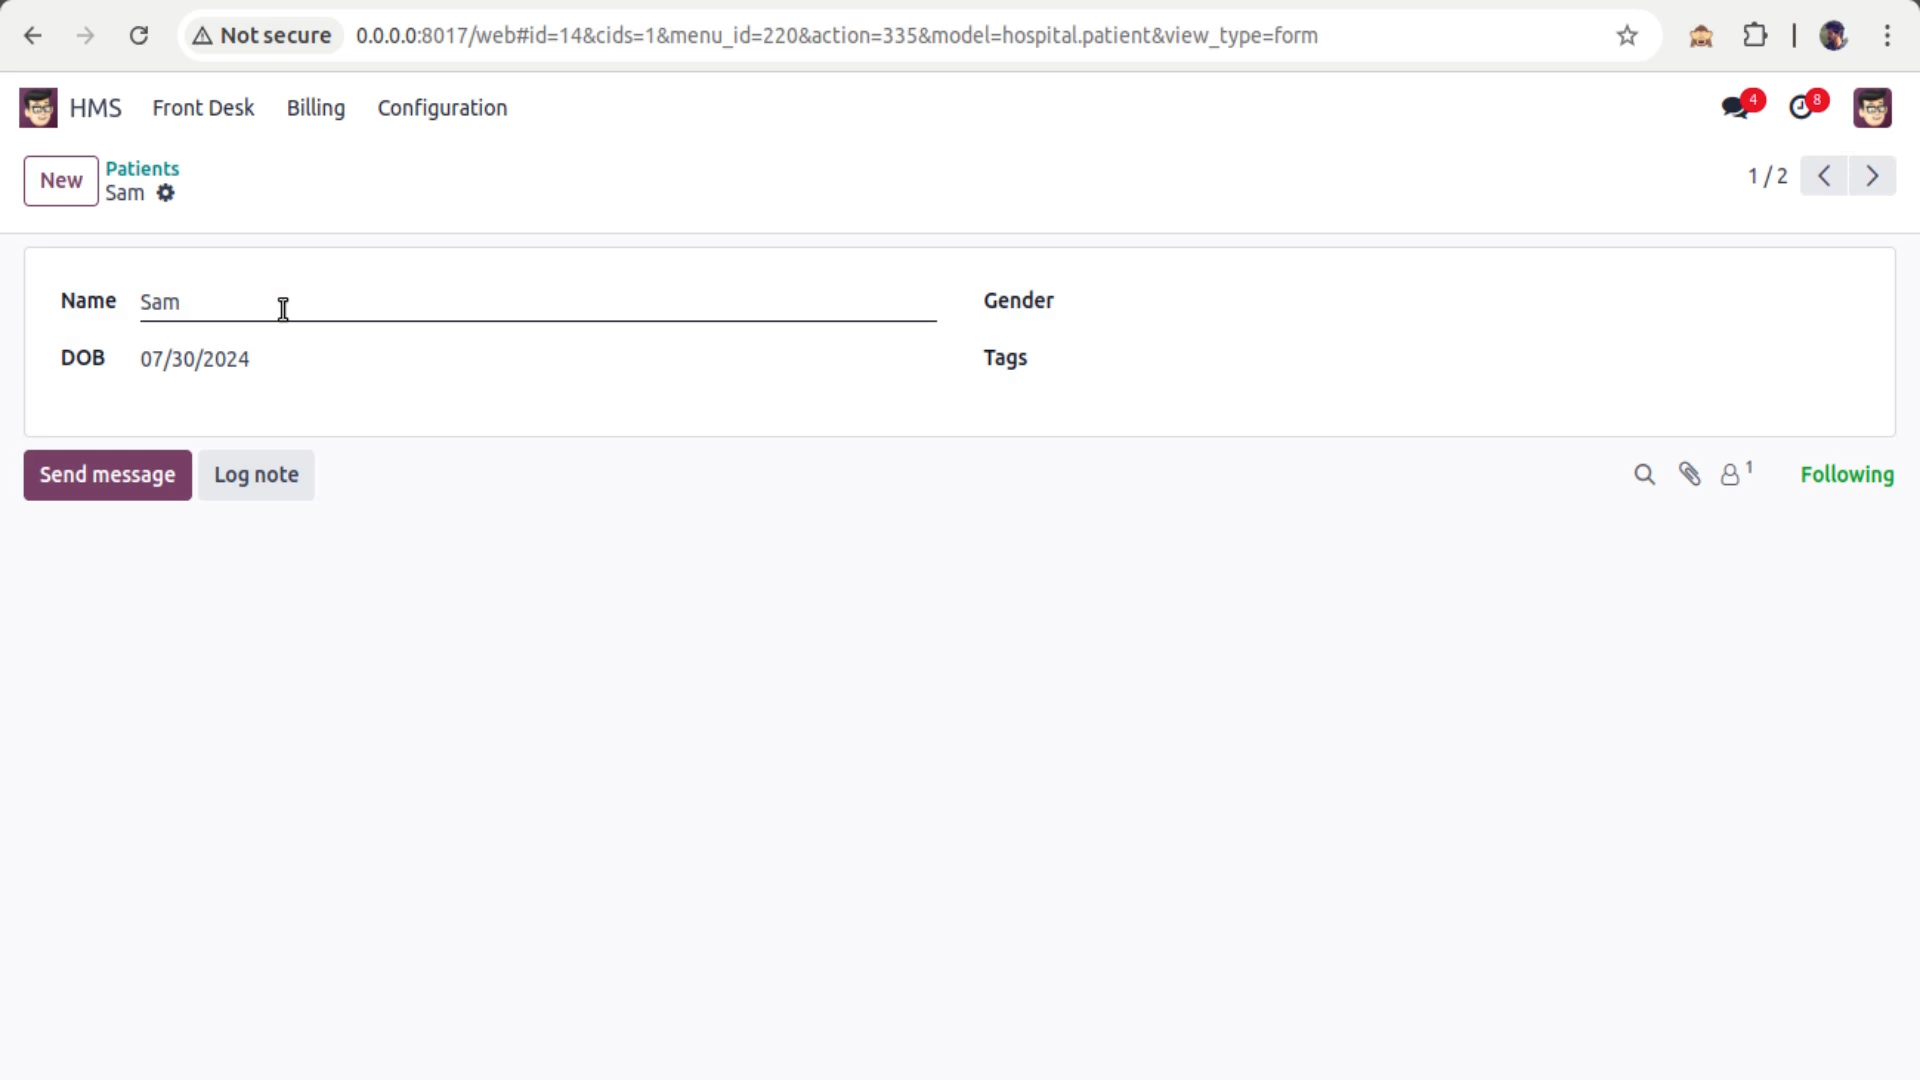 Not secure 0.0.0.0:8017/web#id=14&cids=1&menu_id=220&action=335&model=hospital.patient&view_type=form
HMS Front Desk Billing Configuration 4 8
New Patients 1 / 2
Sam
Name Sam Gender
DOB 07/30/2024 Tags
Send message Log note 1 Following